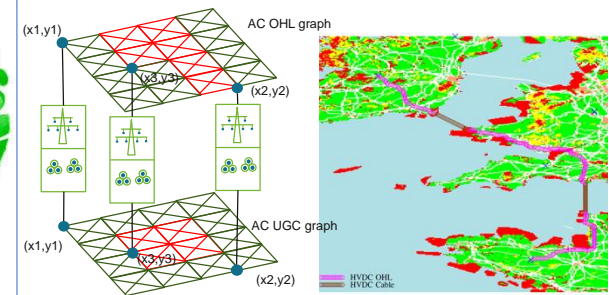 AC OHL graph
(x1,y1)
(x3,y3)
(x2,y2)
AC UGC graph
(x1,y1)
(x3,y3)
(x2,y2)
HVDC OHL
HVDC Cable